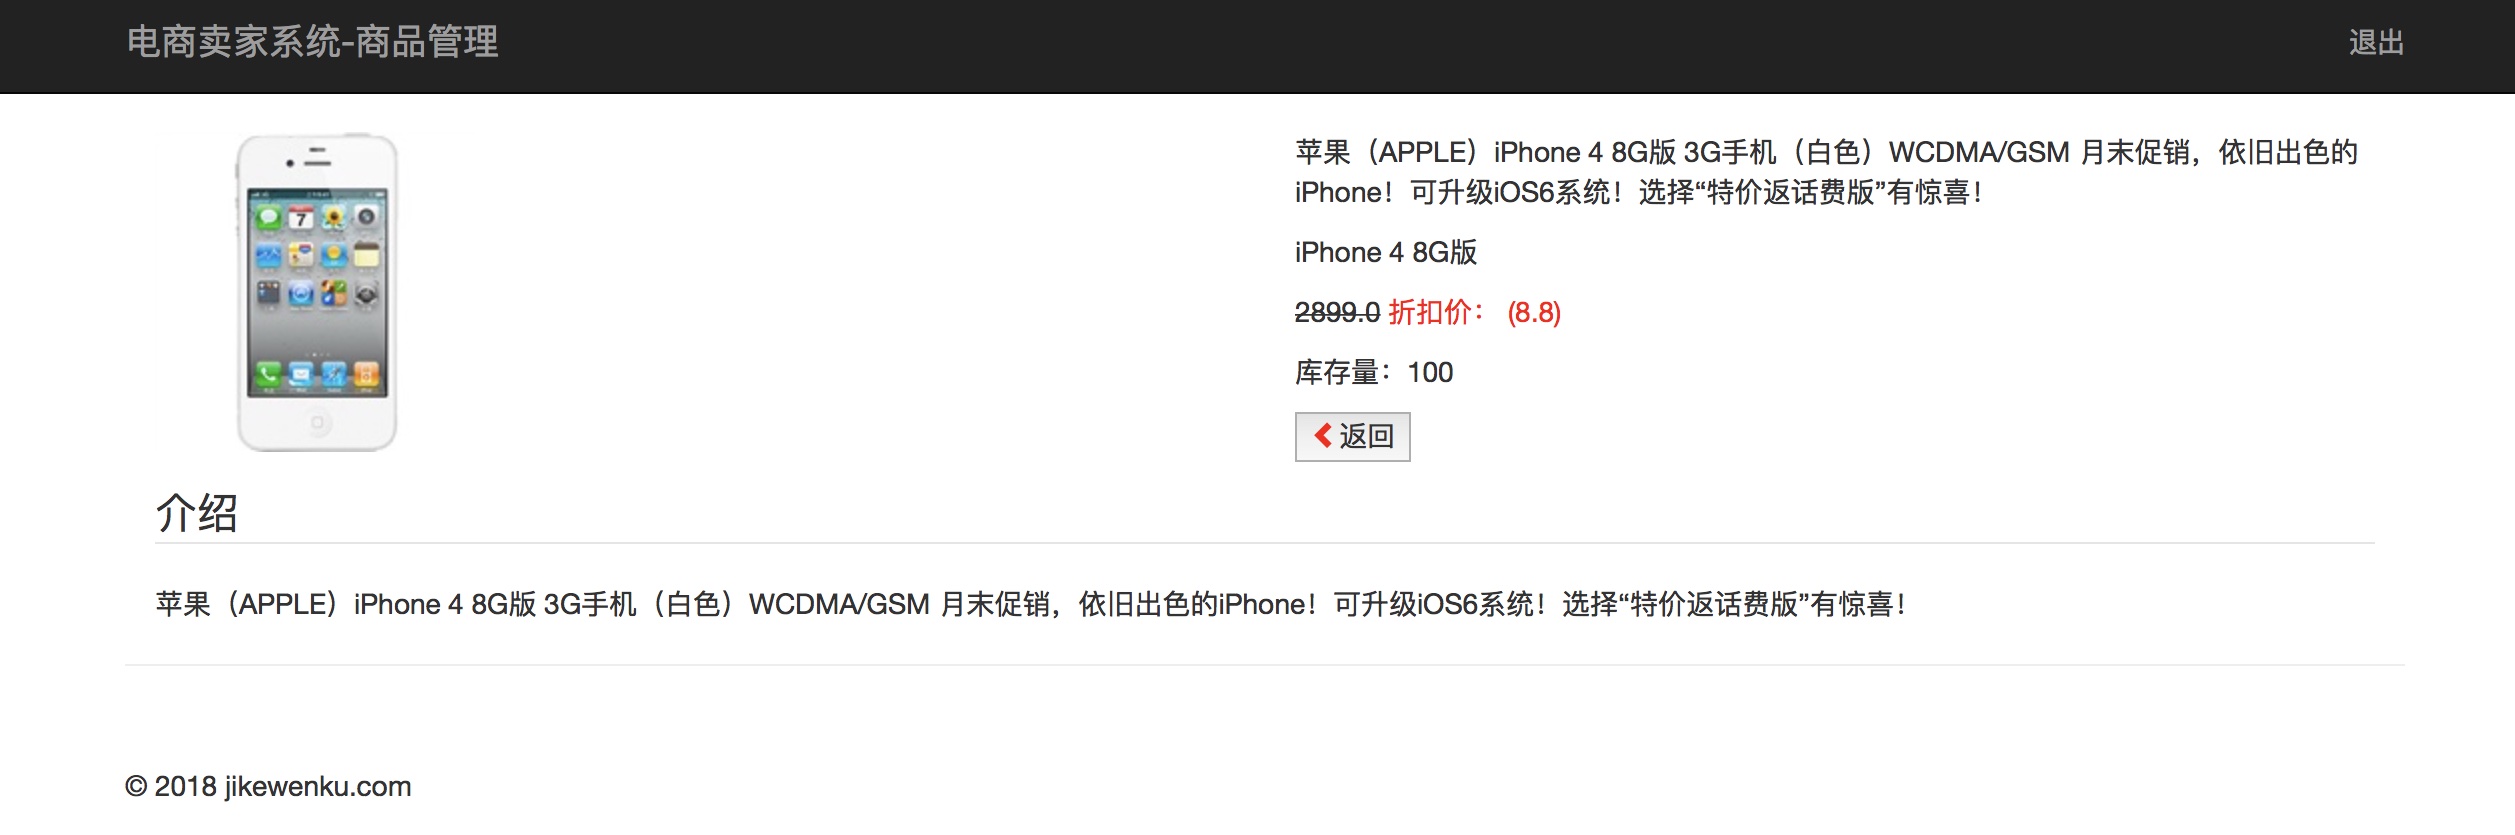 电商卖家系统-商品管理
退出
苹果（APPLE）iPhone 4 8G版 3G手机（白色）WCDMA/GSM 月末促销，依旧出色的
iPhone！可升级iOS6系统！选择“特价返话费版”有惊喜！
iPhone 4 8G版
2899.0 折扣价： (8.8)
库存量：100
返回
介绍
苹果（APPLE）iPhone 4 8G版 3G手机（白色）WCDMA/GSM 月末促销，依旧出色的iPhone！可升级iOS6系统！选择“特价返话费版”有惊喜！
© 2018 jikewenku.com